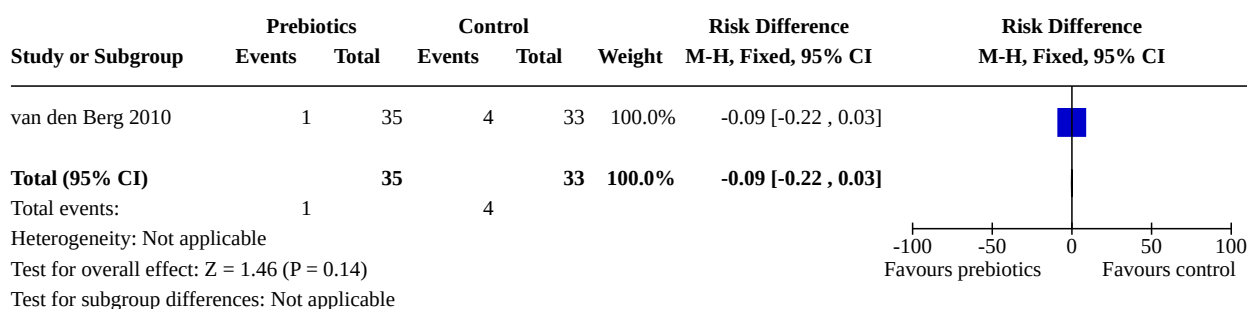 Prebiotics Control Risk Difference Risk Difference
Study or Subgroup Events Total Events Total Weight M-H, Fixed, 95% CI M-H, Fixed, 95% CI
van den Berg 2010 1 35 4 33 100.0% -0.09 [-0.22 , 0.03]
Total (95% CI) 35 33 100.0% -0.09 [-0.22 , 0.03]
Total events: 1 4
Heterogeneity: Not applicable
-100 -50 0 50 100
Test for overall effect: Z = 1.46 (P = 0.14) Favours prebiotics Favours control
Test for subgroup differences: Not applicable